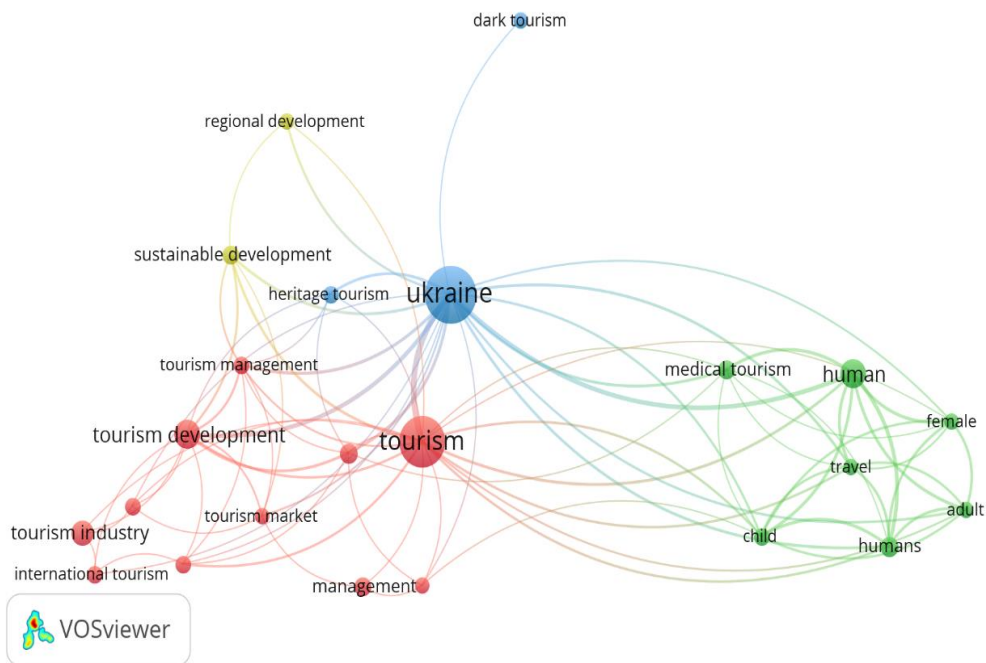 dark tourism
regional development
sustainable development
heritage tourism
ukraine
tourism management
medical tourism
human
tourism development
tourism
female
travel
tourism market
adult
tourism industry
child
humans
international tourism
management
VOSviewer